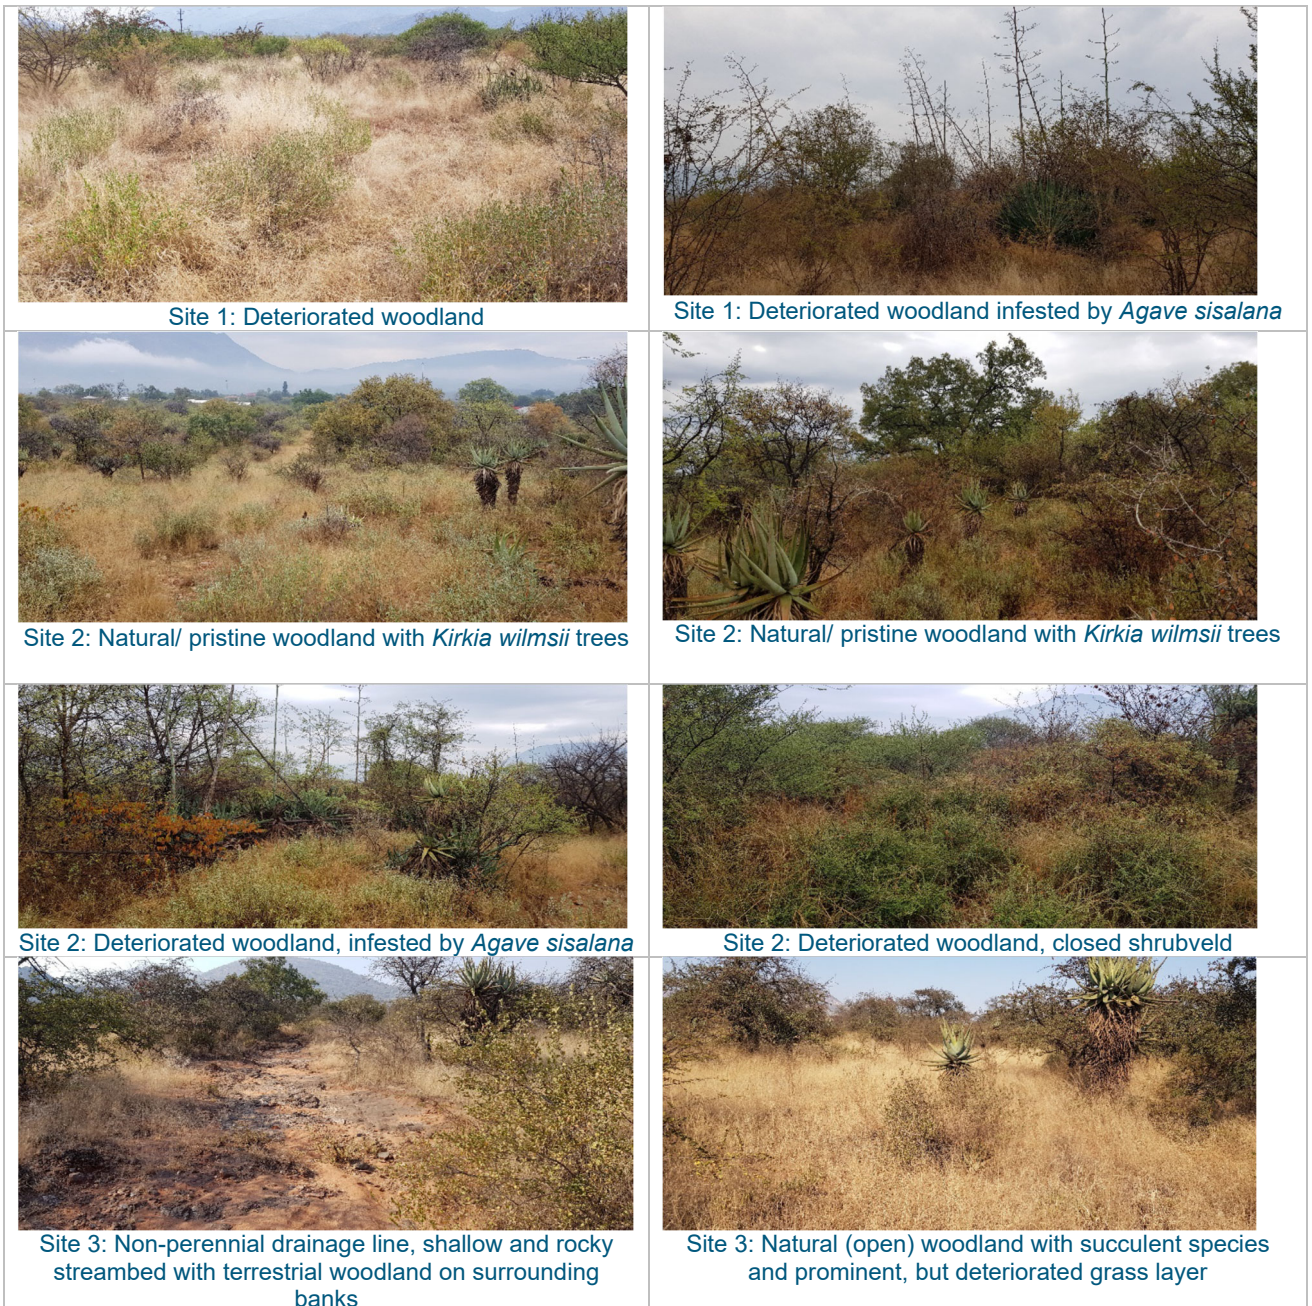 Site 1: Deteriorated woodland
Site 1: Deteriorated woodland infested by Agave sisalana
Site 2: Natural/ pristine woodland with Kirkia wilmsii trees
Site 2: Natural/ pristine woodland with Kirkia wilmsii trees
Site 2: Deteriorated woodland, infested by Agave sisalana
Site 2: Deteriorated woodland, closed shrubveld
Site 3: Non-perennial drainage line, shallow and rocky
streambed with terrestrial woodland on surrounding
banks
Site 3: Natural (open) woodland with succulent species
and prominent, but deteriorated grass layer